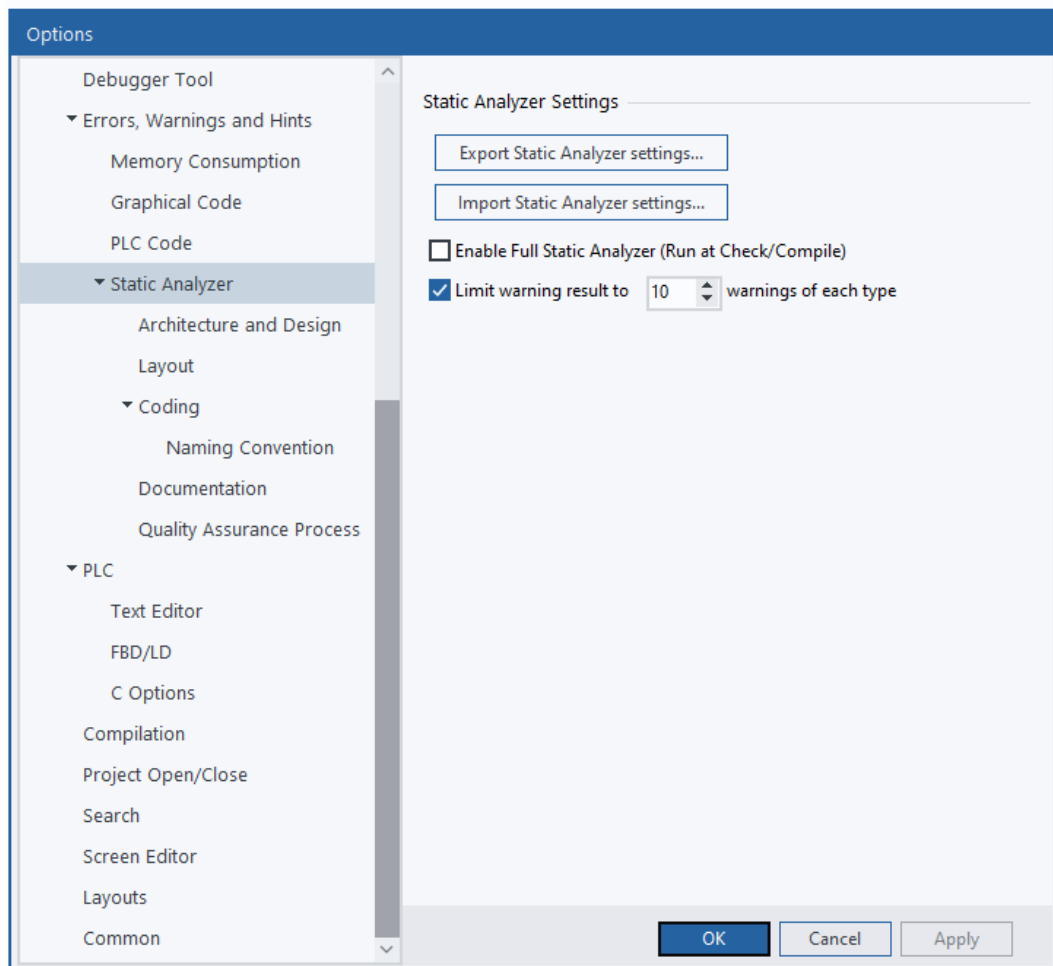 Options
Debugger Tool
Errors, Warnings and Hints
Memory Consumption
Graphical Code
PLC Code
Static Analyzer
Architecture and Design
Layout
Coding
Naming Convention
Documentation
Quality Assurance Process
PLC
Text Editor
FBD/LD
C Options
Compilation
Project Open/Close
Search
Screen Editor
Layouts
Common
Static Analyzer Settings
Export Static Analyzer settings...
Import Static Analyzer settings...
Enable Full Static Analyzer (Run at Check/Compile)
Limit warning result to 10 warnings of each type
OK Cancel Apply